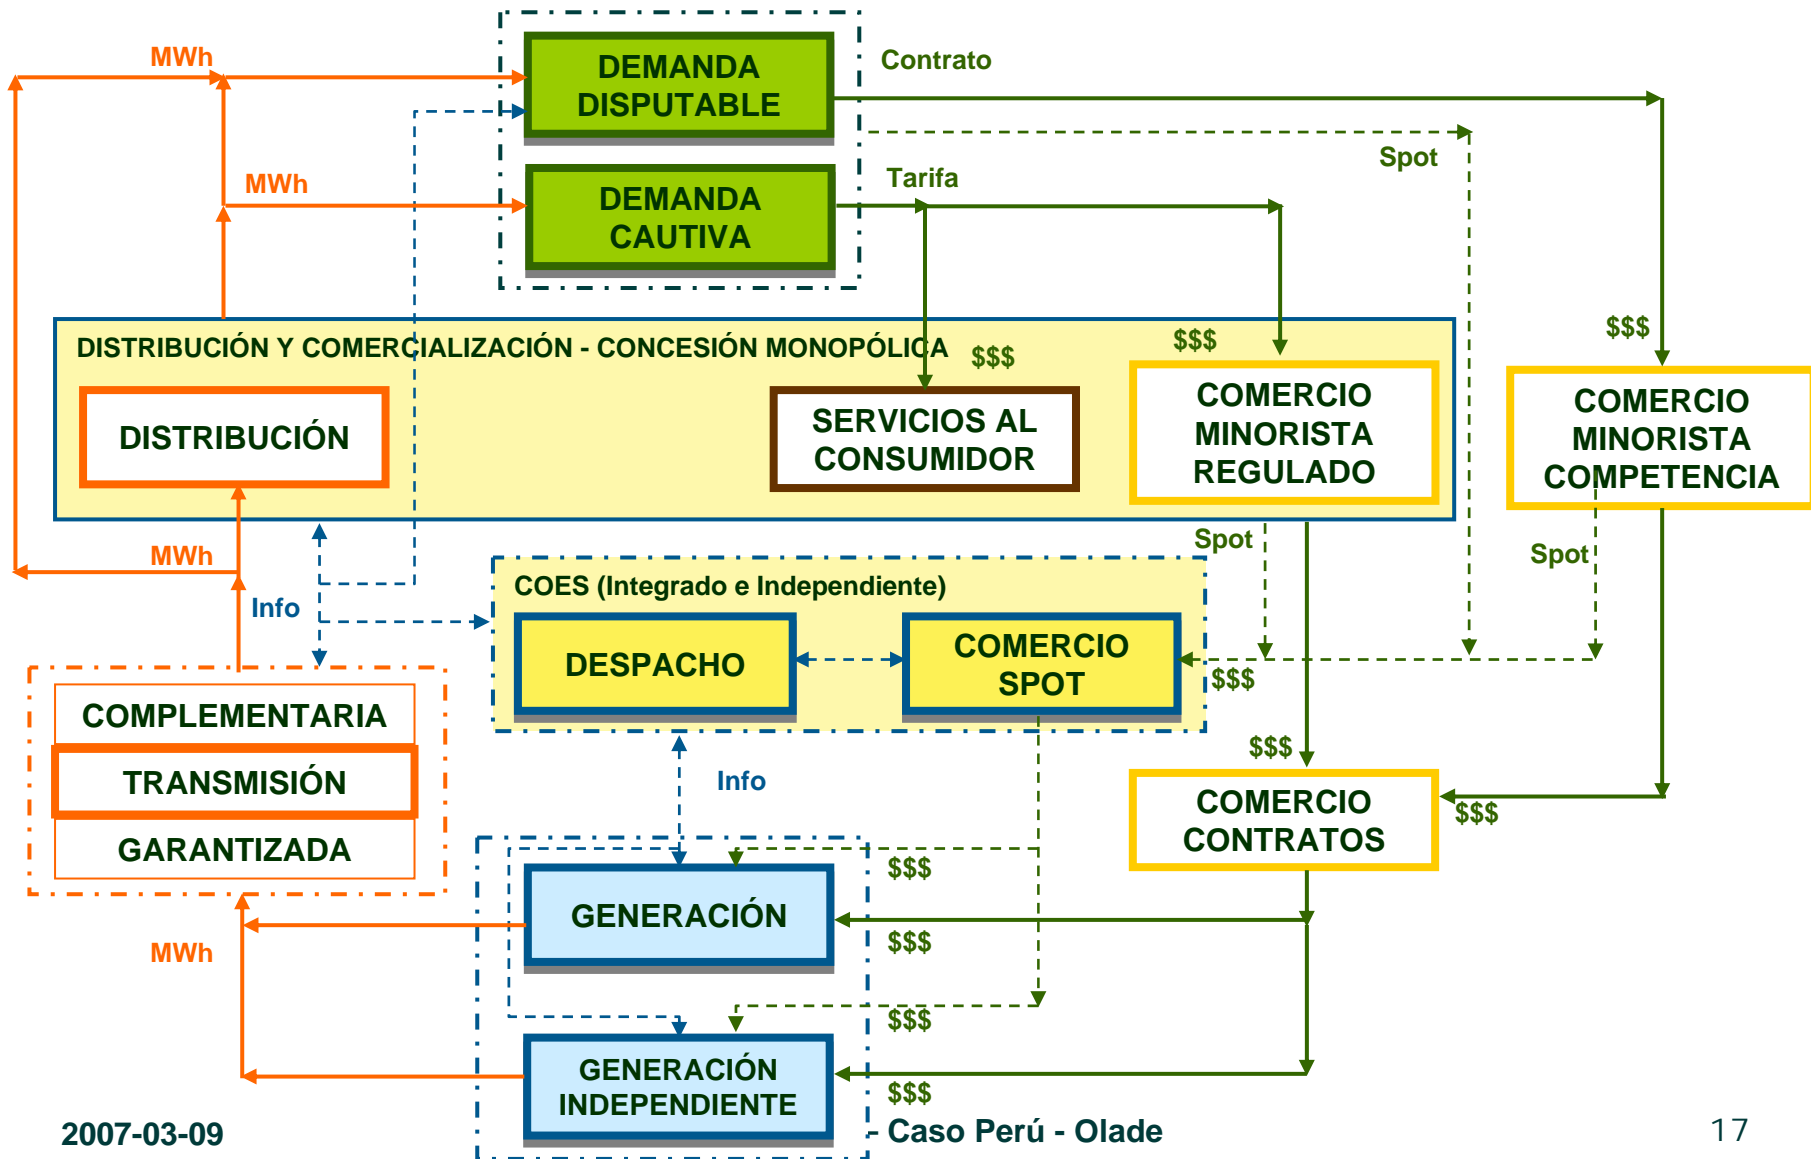 MWh
DEMANDA
DISPUTABLE
Contrato
Spot
MWh
DEMANDA
CAUTIVA
Tarifa
DISTRIBUCIÓN Y COMERCIALIZACIÓN - CONCESIÓN MONOPÓLICA
$$$
$$$
$$$
DISTRIBUCIÓN
SERVICIOS AL
CONSUMIDOR
COMERCIO
MINORISTA
REGULADO
COMERCIO
MINORISTA
COMPETENCIA
MWh
Spot
Spot
Info
COES (Integrado e Independiente)
DESPACHO
COMERCIO
SPOT
$$$
COMPLEMENTARIA
TRANSMISIÓN
GARANTIZADA
Info
$$$
COMERCIO
CONTRATOS
$$$
$$$
GENERACIÓN
$$$
MWh
$$$
GENERACIÓN
INDEPENDIENTE
$$$
2007-03-09
- Caso Perú - Olade
17